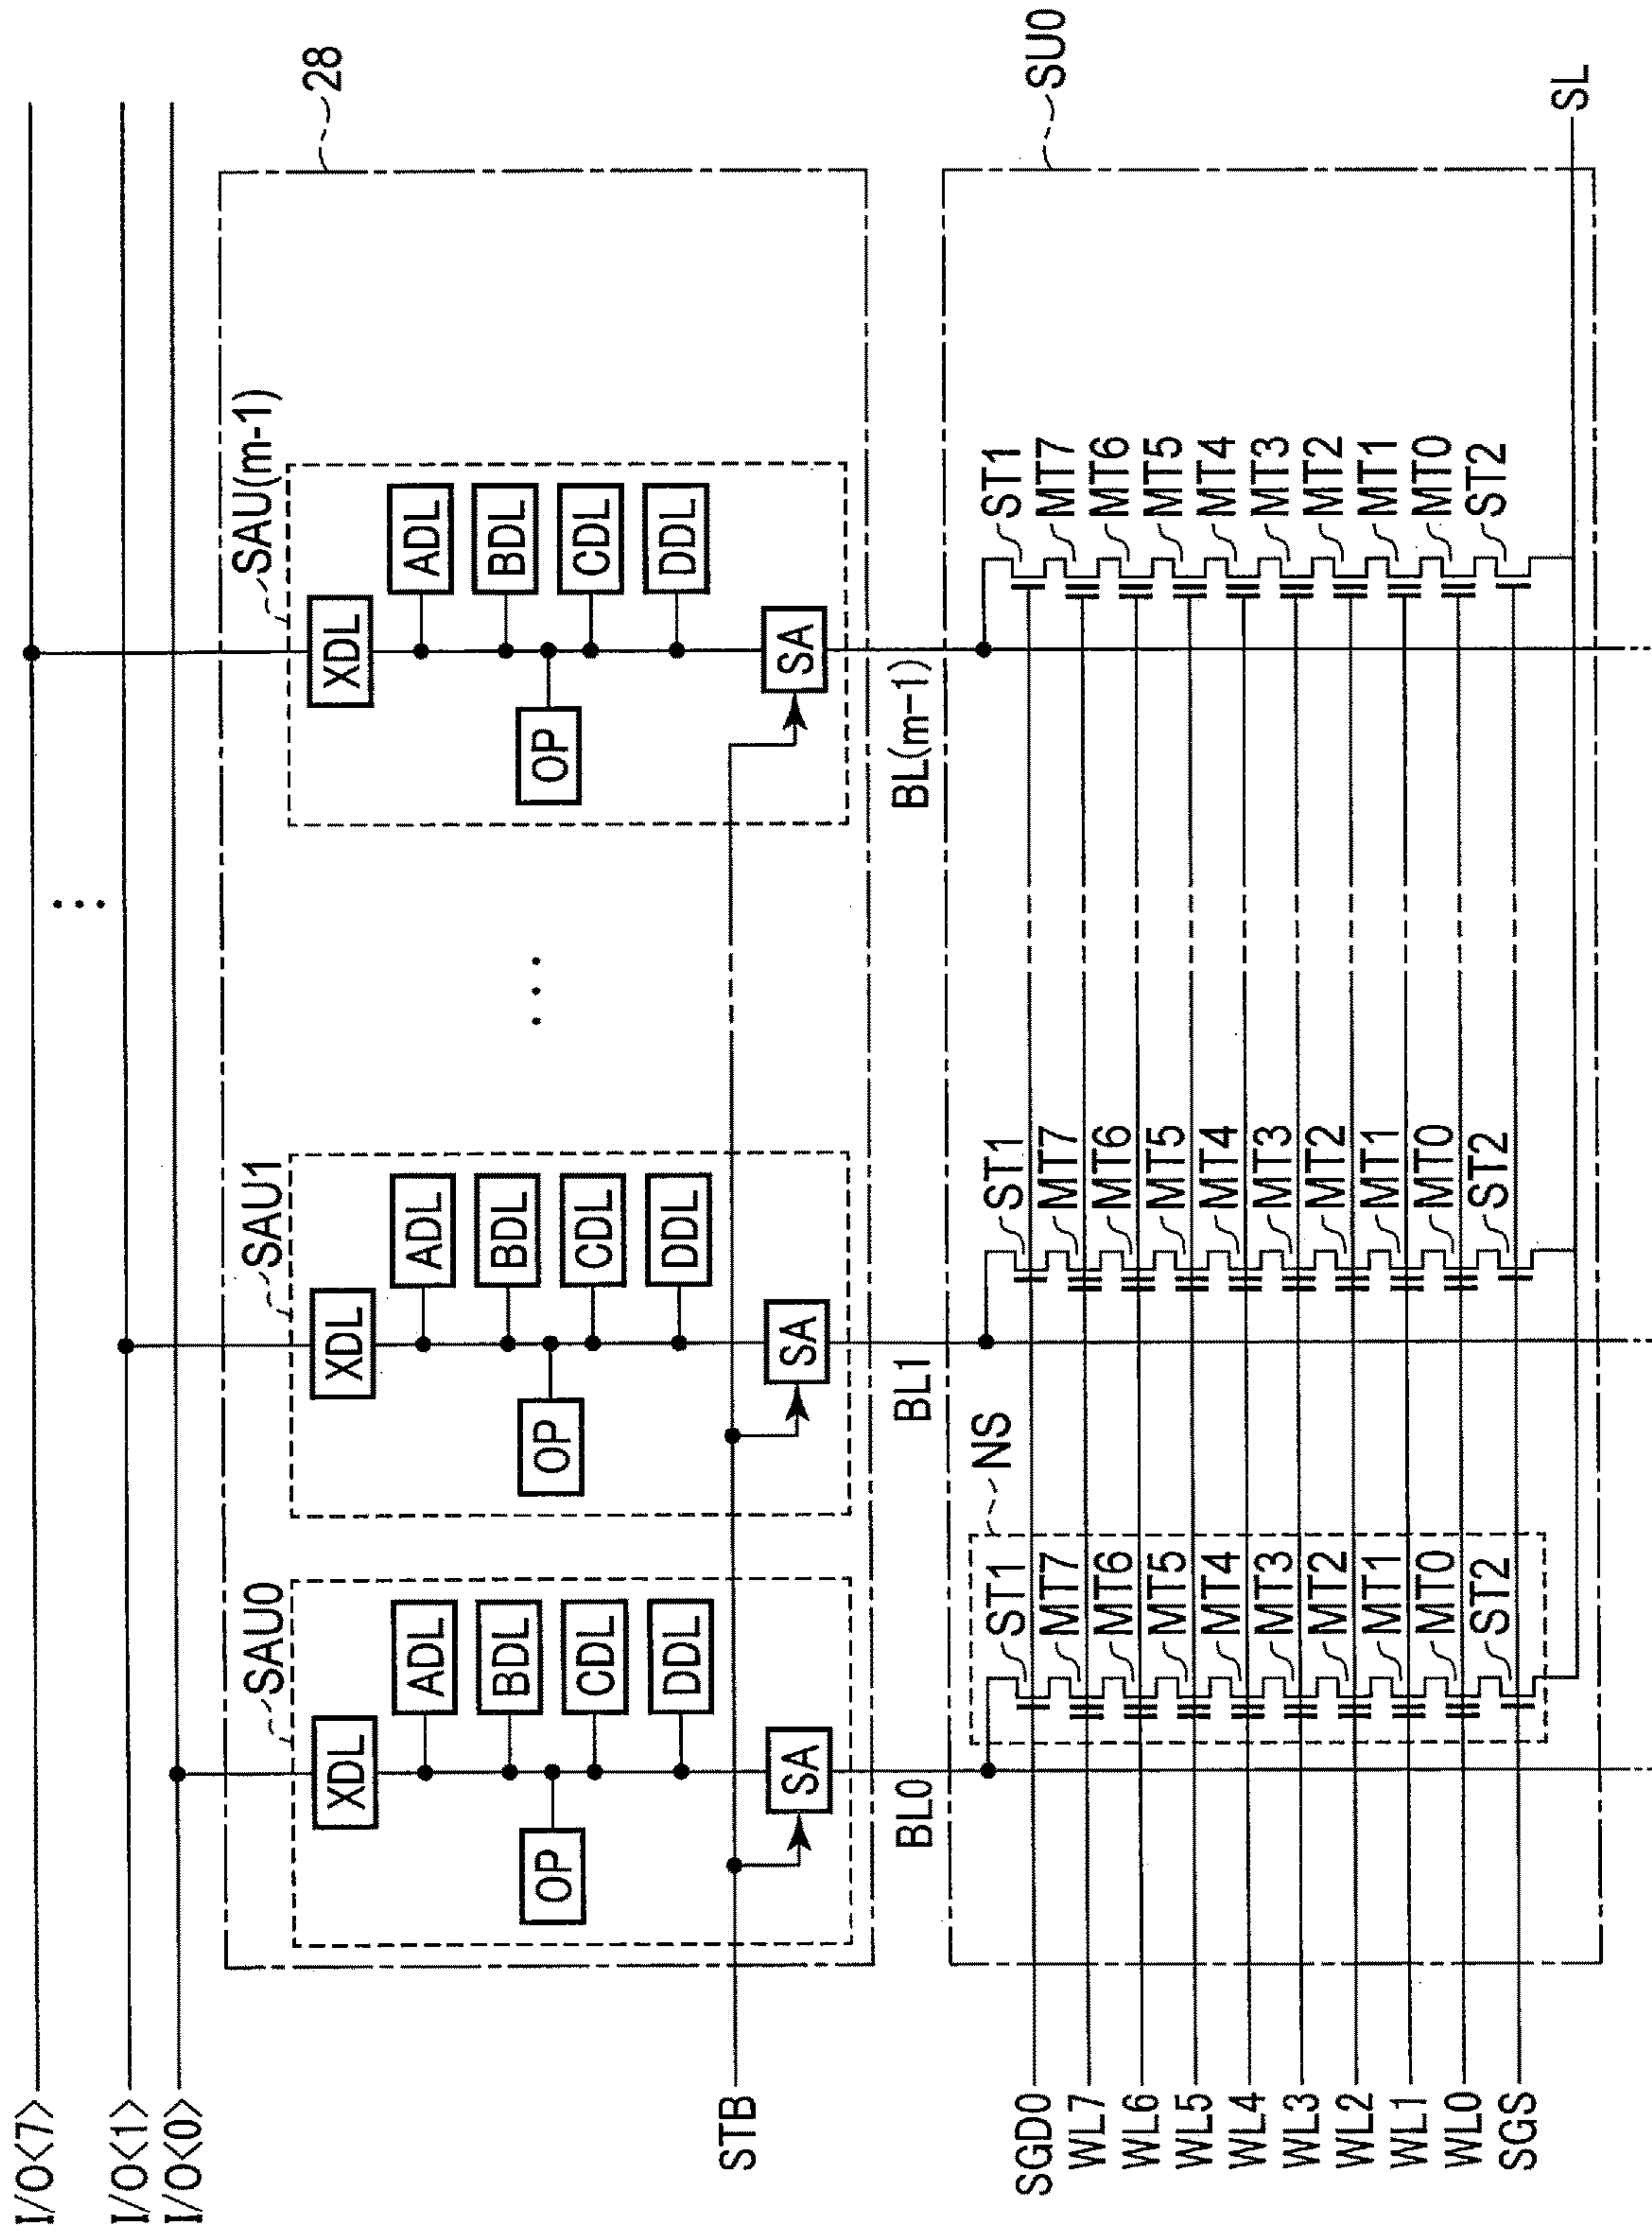 I/O<7>
I/O<1>
I/O<0>
28
SAU0
SAU1
SAU(m-1)
XDL
ADL
BDL
CDL
DDL
OP
SA
XDL
ADL
BDL
CDL
DDL
OP
SA
XDL
ADL
BDL
CDL
DDL
OP
SA
STB
BL0
BL1
BL(m-1)
NS
SU0
SGD0
WL7
WL6
WL5
WL4
WL3
WL2
WL1
WL0
SGS
ST1
MT7
MT6
MT5
MT4
MT3
MT2
MT1
MT0
ST2
ST1
MT7
MT6
MT5
MT4
MT3
MT2
MT1
MT0
ST2
ST1
MT7
MT6
MT5
MT4
MT3
MT2
MT1
MT0
ST2
SL